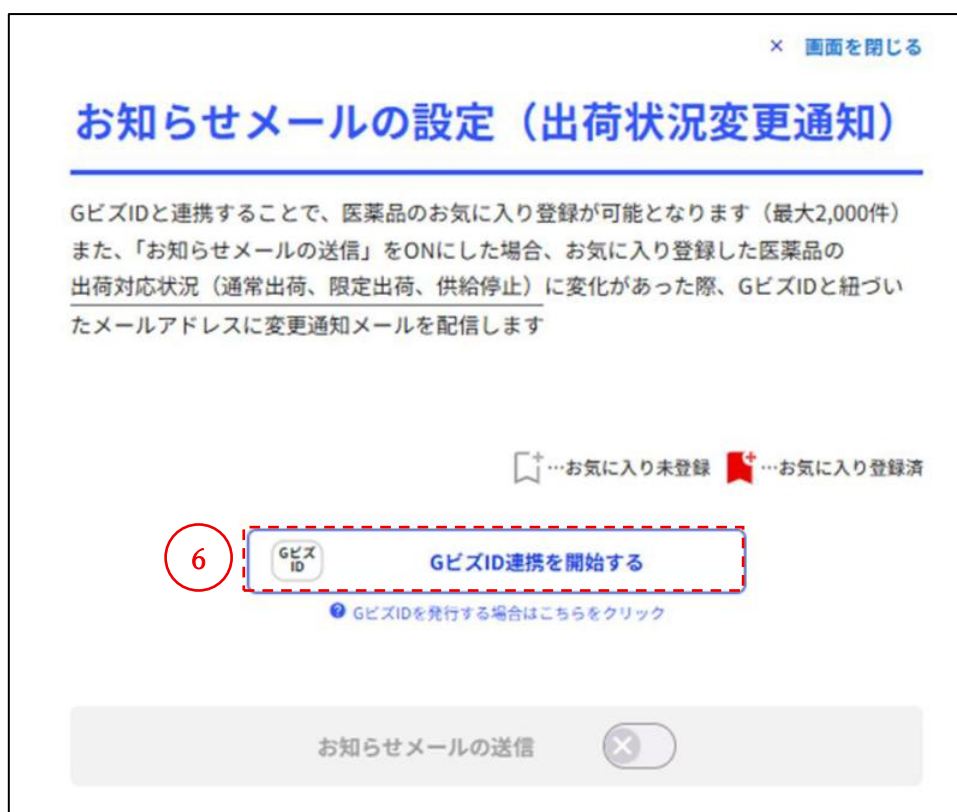 × 画面を閉じる
お知らせメールの設定（出荷状況変更通知）
GビズIDと連携することで、医薬品のお気に入り登録が可能となります（最大2,000件）
また、「お知らせメールの送信」をONにした場合、お気に入り登録した医薬品の
出荷対応状況（通常出荷、限定出荷、供給停止）に変化があった際、GビズIDと紐づい
たメールアドレスに変更通知メールを配信します
…お気に入り未登録 …お気に入り登録済
6
Gビズ
ID
GビズID連携を開始する
? GビズIDを発行する場合はこちらをクリック
お知らせメールの送信